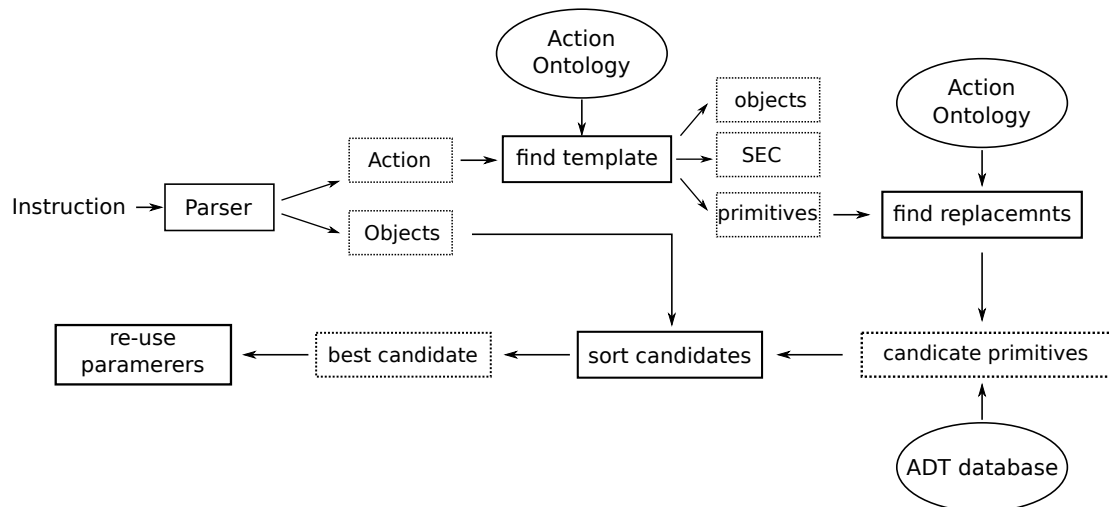 Action
Ontology
Action
Ontology
objects
Action
find template
SEC
Instruction
Parser
primitives
find replacemnts
Objects
re-use
paramerers
best candidate
sort candidates
candicate primitives
ADT database